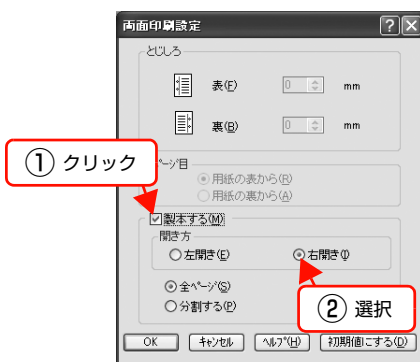 両面印刷設定
とじしろ
表(F) 0 mm
裏(B) 0 mm
① クリック
ページ目
用紙の表から(R)
用紙の裏から(A)
製本する(M)
開き方
左開き(E) 右開き(I)
全ページ(S)
分割する(P)
② 選択
OK キャンセル ヘルプ(H) 初期値にする(D)